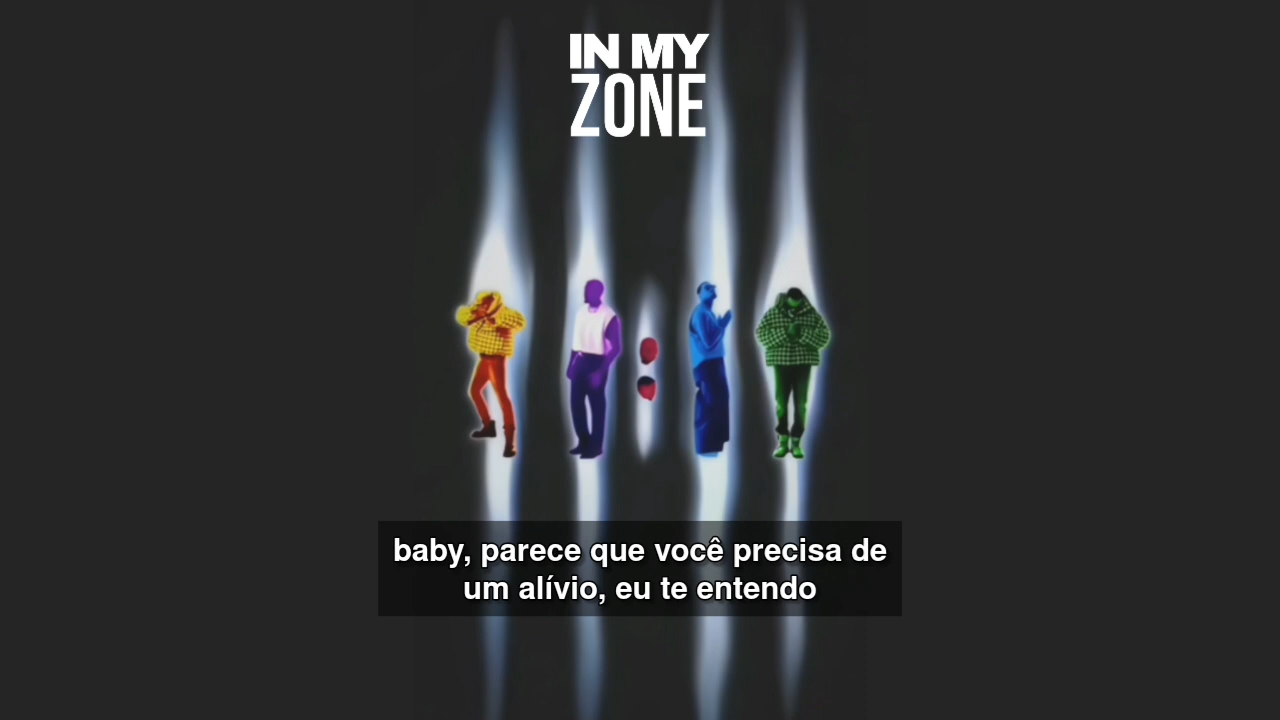 IN MY
ZONE
baby, parece que você precisa de
um alívio, eu te entendo